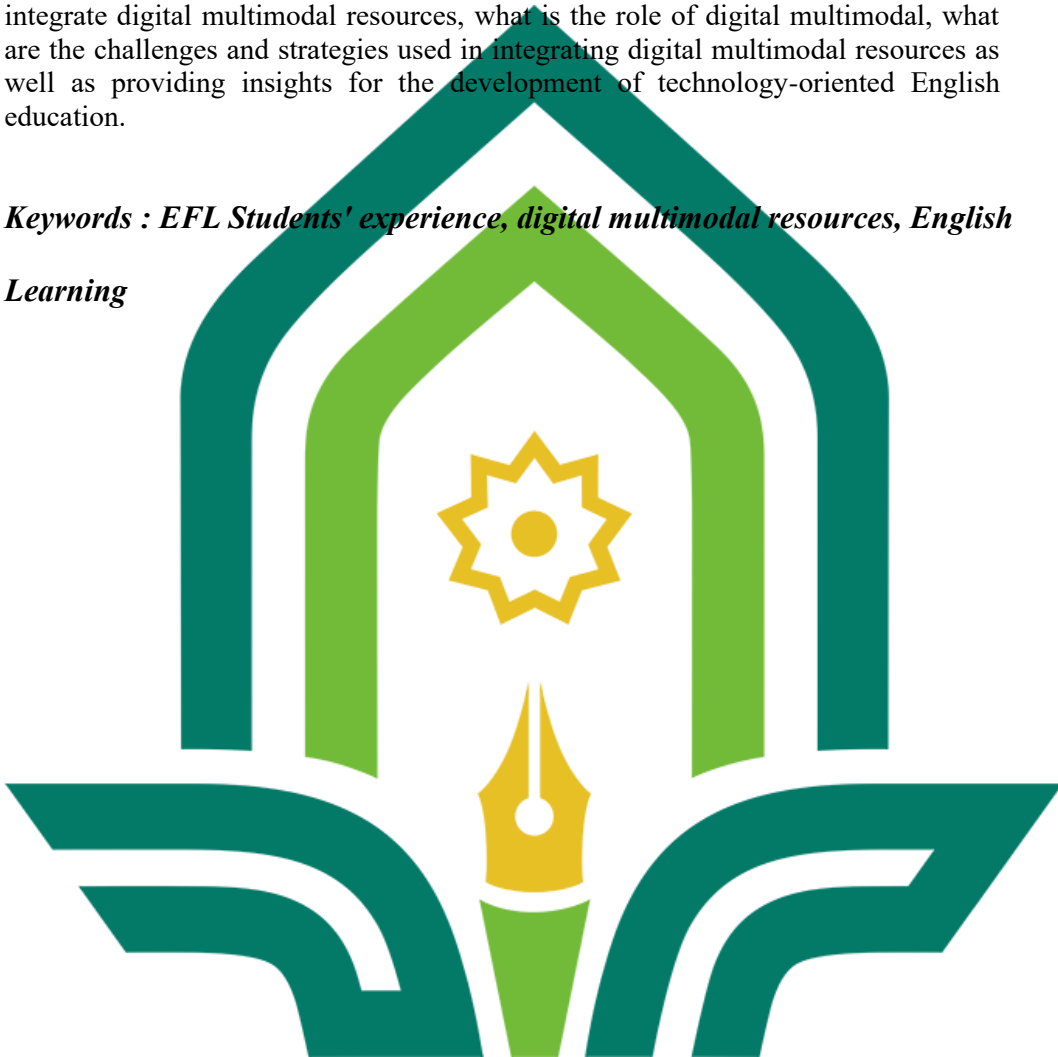 integrate digital multimodal resources, what is the role of digital multimodal, what
are the challenges and strategies used in integrating digital multimodal resources as
well as providing insights for the development of technology-oriented English
education.
Keywords : EFL Students' experience, digital multimodal resources, English
Learning